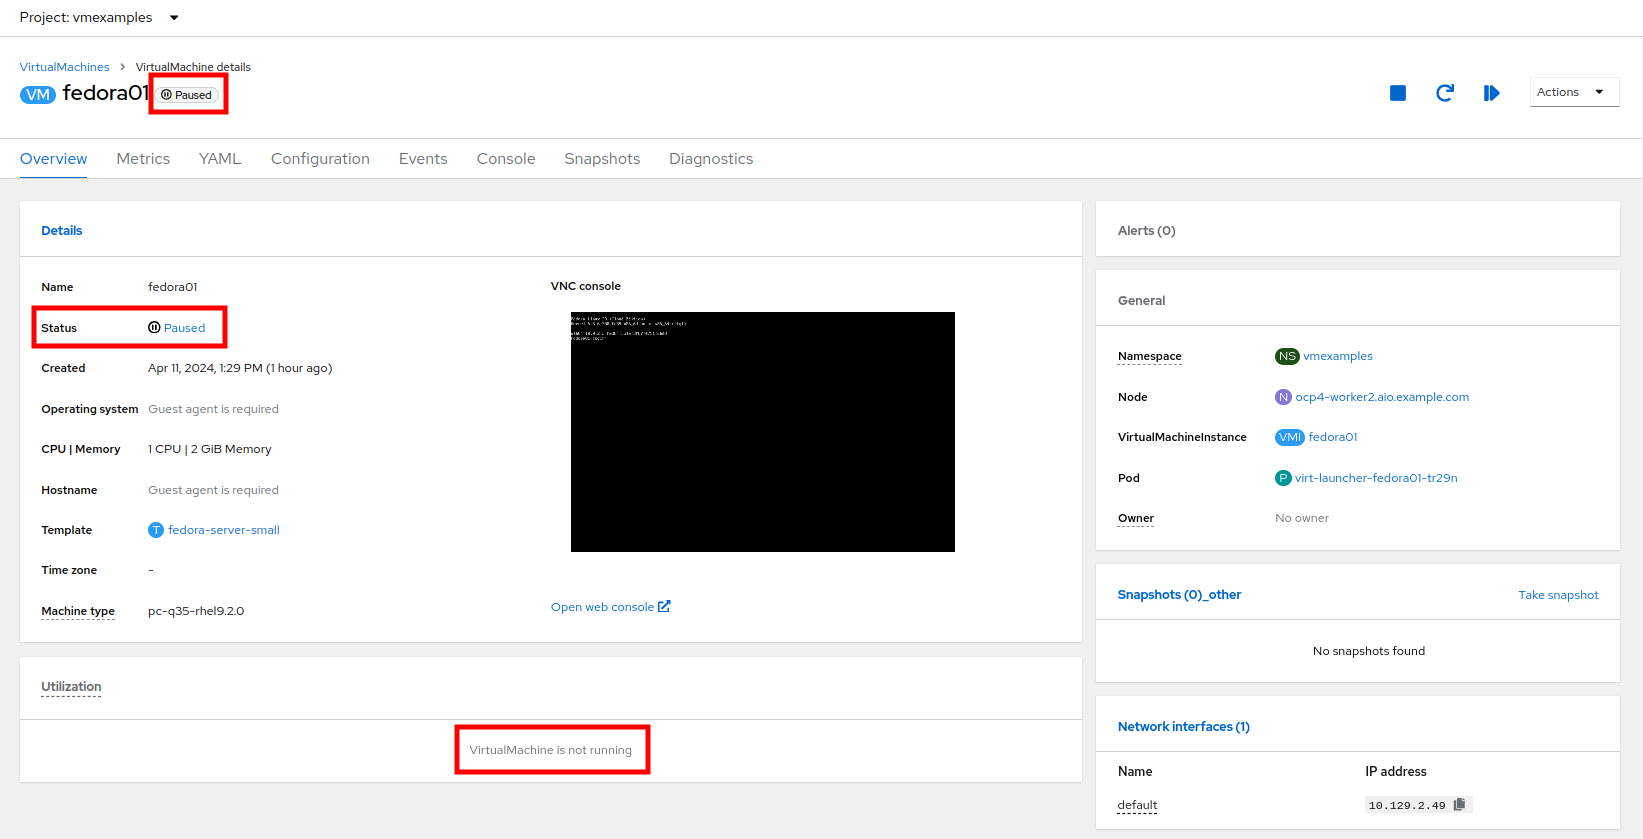 Project: vmexamples
VirtualMachines > VirtualMachine details
VM fedora01 Paused
Actions
Overview Metrics YAML Configuration Events Console Snapshots Diagnostics
Details
Name fedora01
Status Paused
Created Apr 11, 2024, 1:29 PM (1 hour ago)
Operating system Guest agent is required
CPU | Memory 1 CPU | 2 GiB Memory
Hostname Guest agent is required
Template T fedora-server-small
Time zone -
Machine type pc-q35-rhel9.2.0
VNC console
Open web console
Utilization
VirtualMachine is not running
Alerts (0)
General
Namespace NS vmexamples
Node N ocp4-worker2.aio.example.com
VirtualMachineInstance VMI fedora01
Pod P virt-launcher-fedora01-tr29n
Owner No owner
Snapshots (0)_other Take snapshot
No snapshots found
Network interfaces (1)
Name IP address
default 10.129.2.49